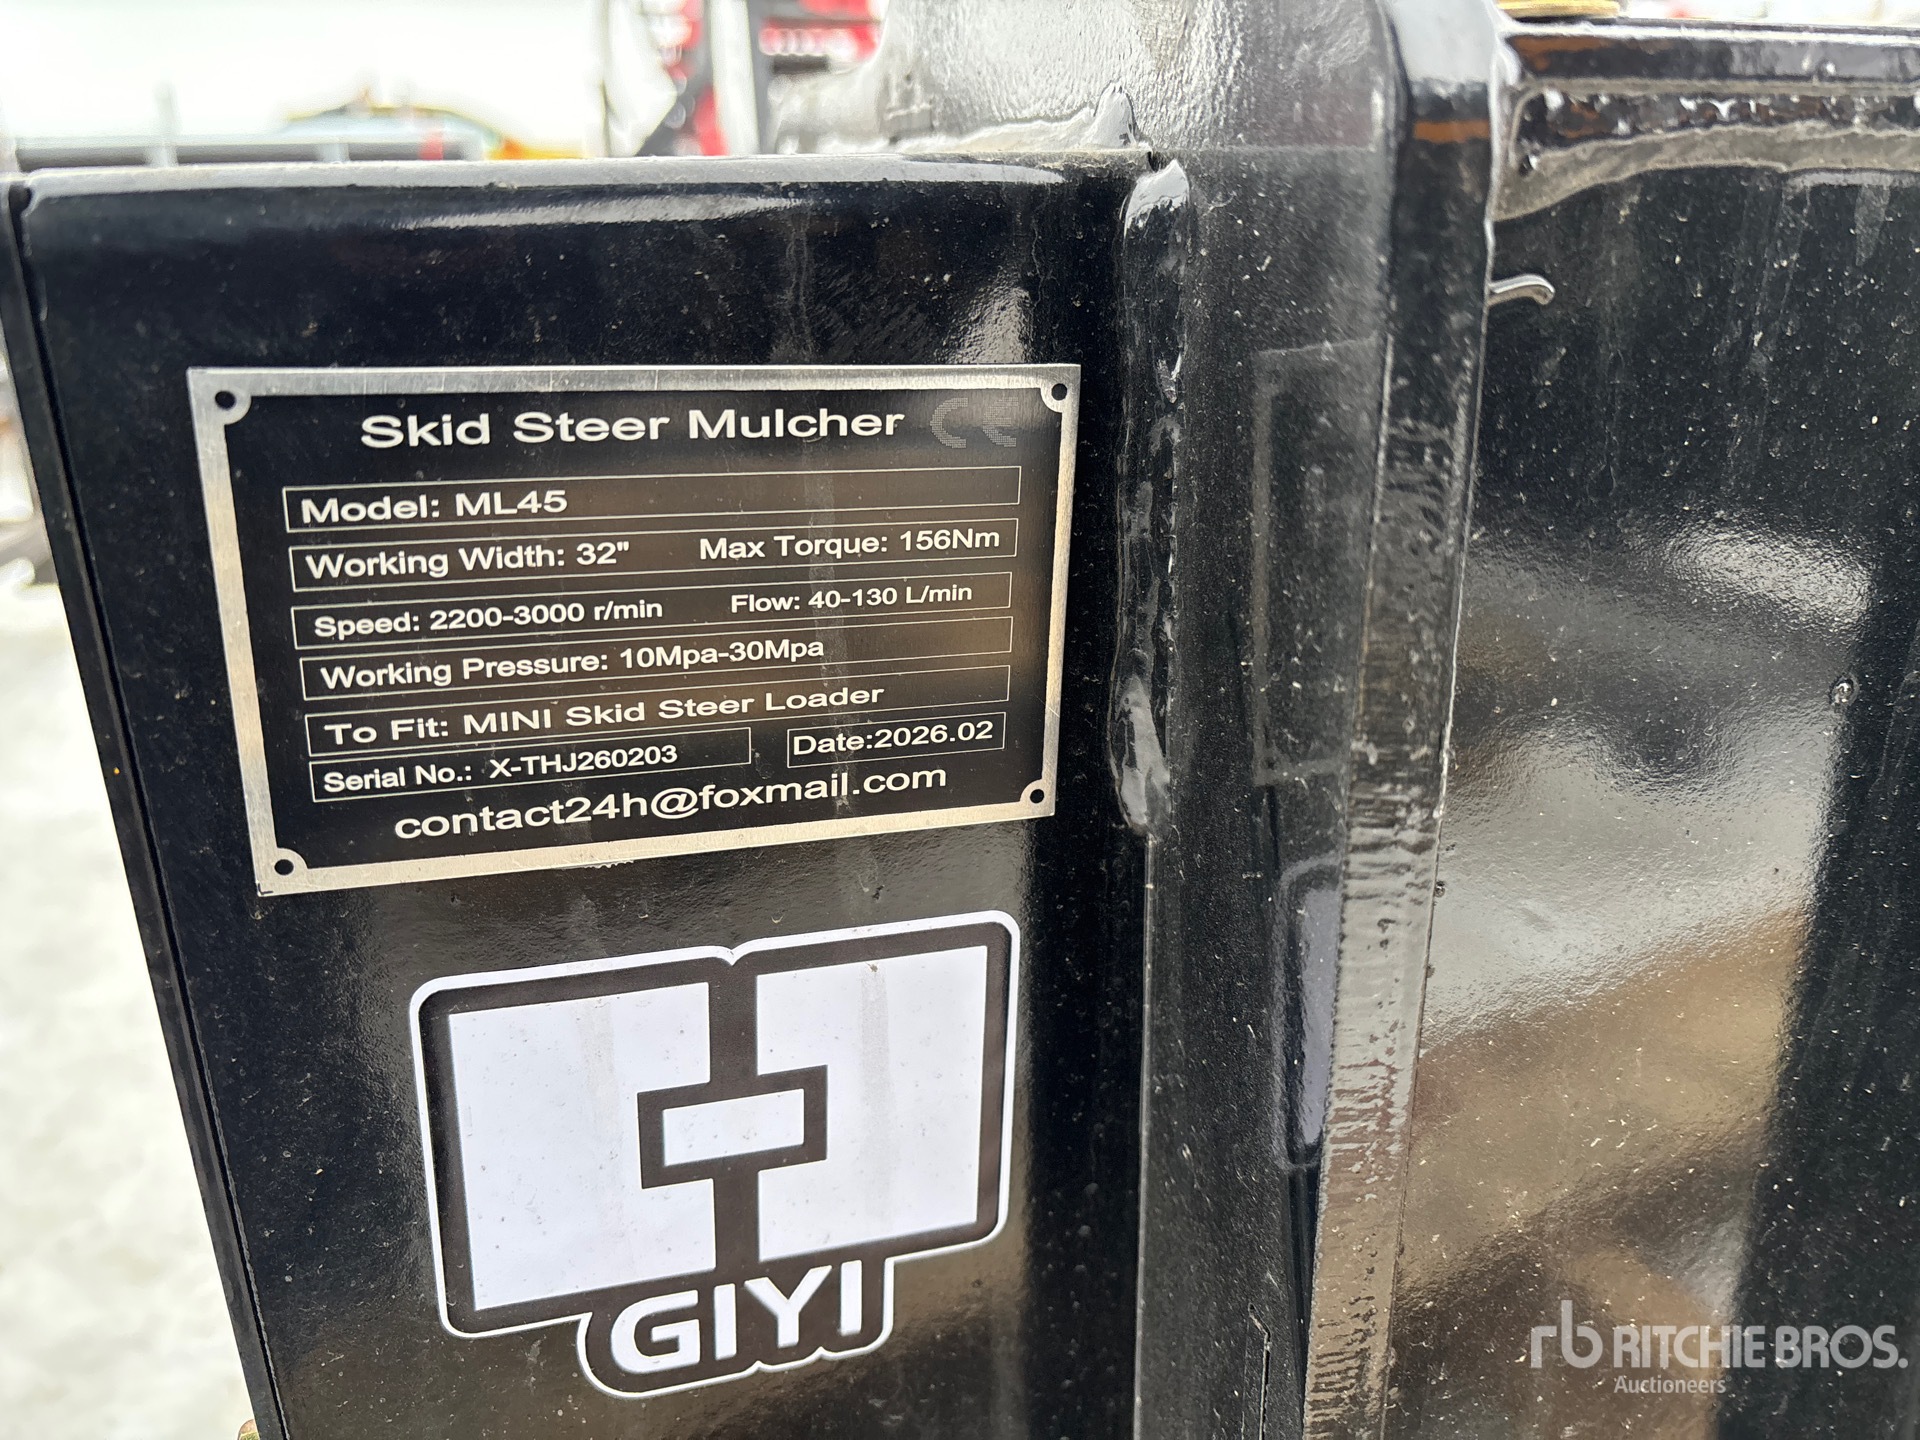 Skid Steer Mulcher CE
Model: ML45
Working Width: 32" Max Torque: 156Nm
Speed: 2200-3000 r/min Flow: 40-130 L/min
Working Pressure: 10Mpa-30Mpa
To Fit: MINI Skid Steer Loader
Serial No.: X-THJ260203 Date:2026.02
contact24h@foxmail.com
GIYI
rb RITCHIE BROS.
Auctioneers